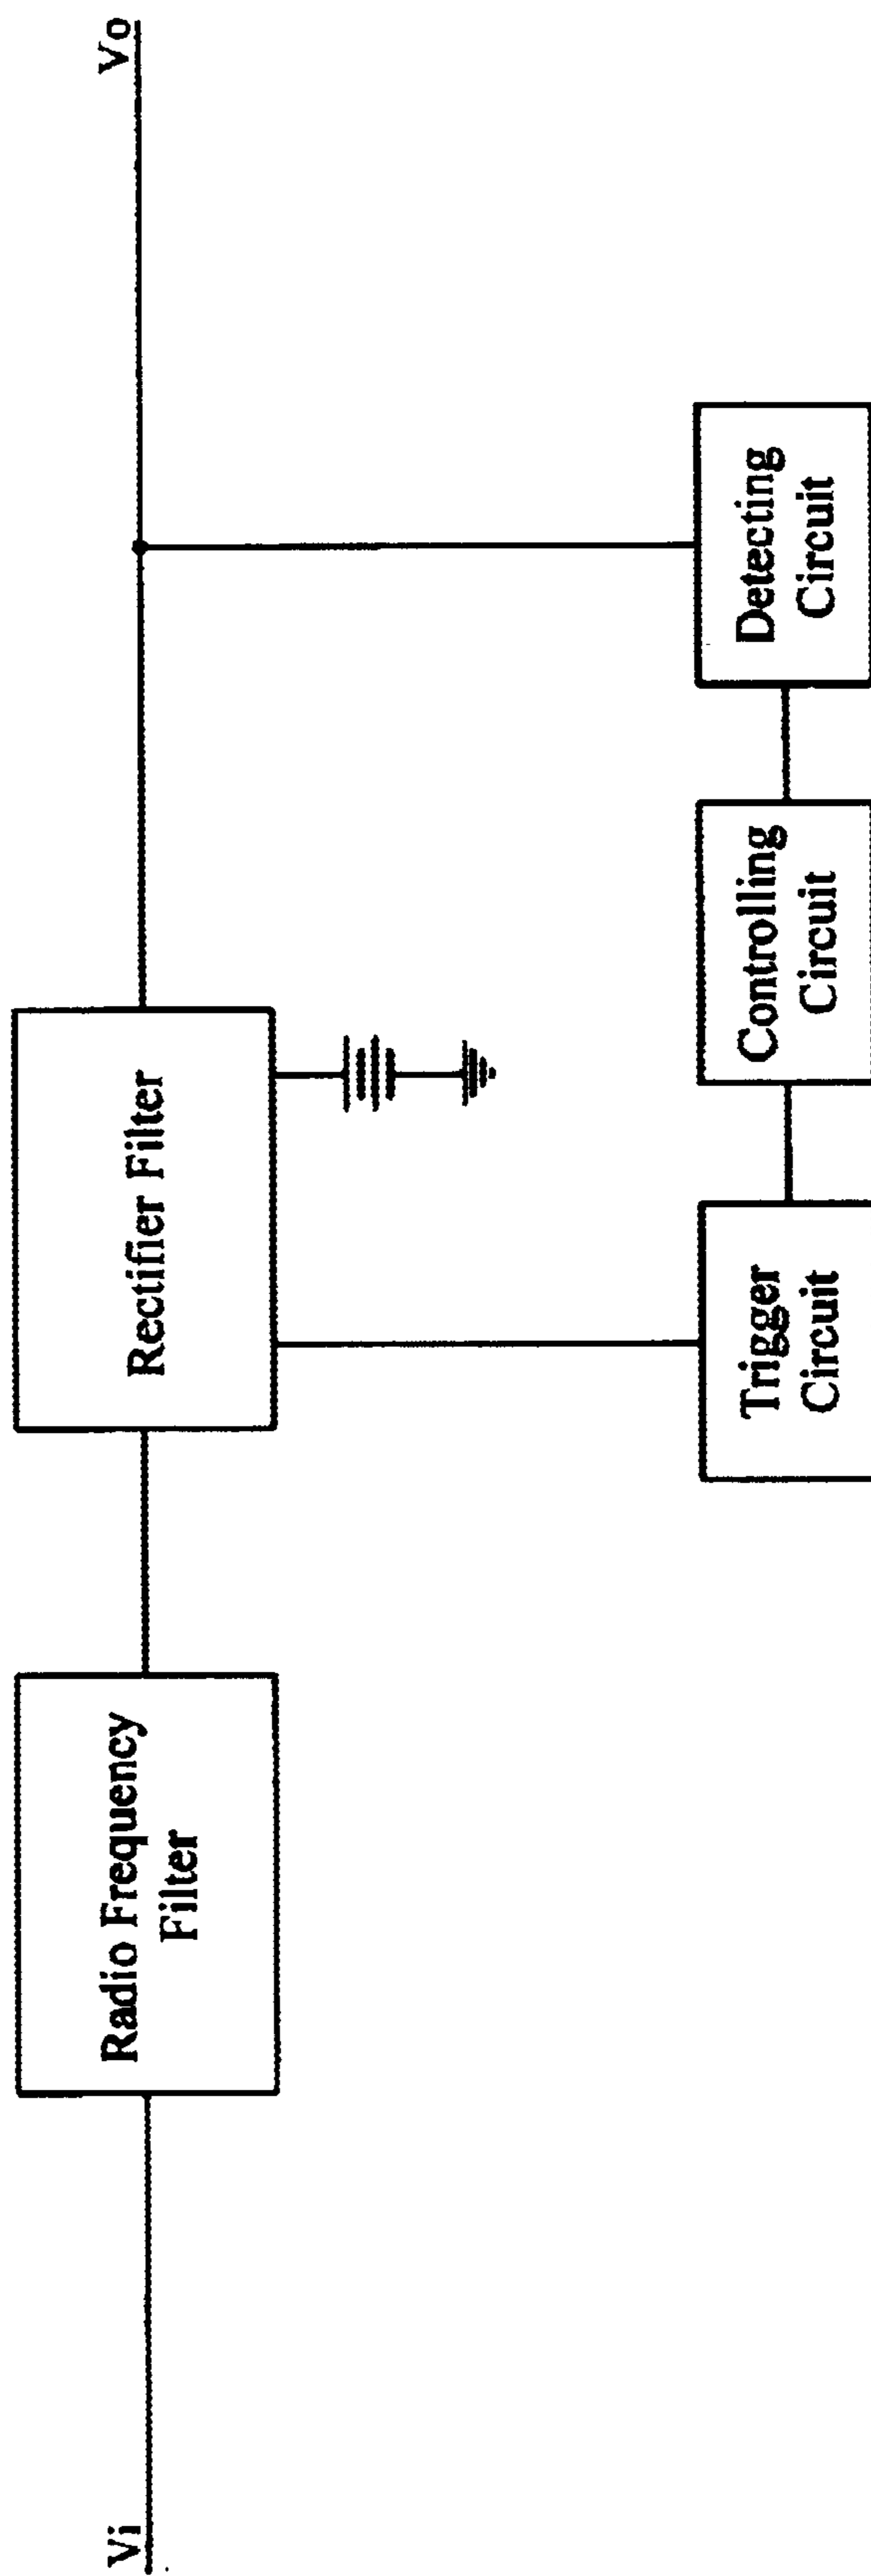 Vi
Radio Frequency
Filter
Rectifier Filter
Vo
Trigger
Circuit
Controlling
Circuit
Detecting
Circuit